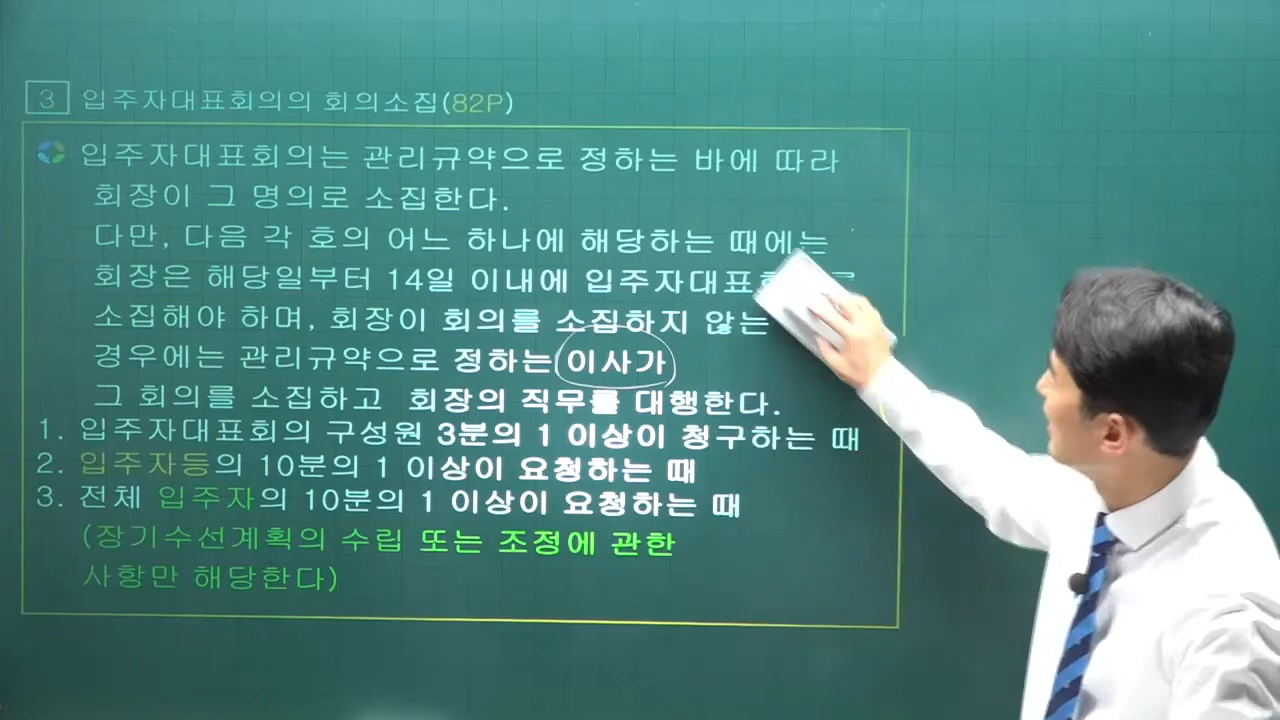 3 입주자대표회의의 회의소집(82P)
입주자대표회의는 관리규약으로 정하는 바에 따라
회장이 그 명의로 소집한다.
다만, 다음 각 호의 어느 하나에 해당하는 때에는
회장은 해당일부터 14일 이내에
소집해야 하며, 회장이 회의를 소집하지 않는
경우에는 관리규약으로 정하는 이사가
그 회의를 소집하고 회장의 직무를 대행한다.
1. 입주자대표회의 구성원 3분의 1 이상이 청구하는 때
2. 입주자등의 10분의 1 이상이 요청하는 때
3. 전체 입주자의 10분의 1 이상이 요청하는 때
(장기수선계획의 수립 또는 조정에 관한
사항만 해당한다)